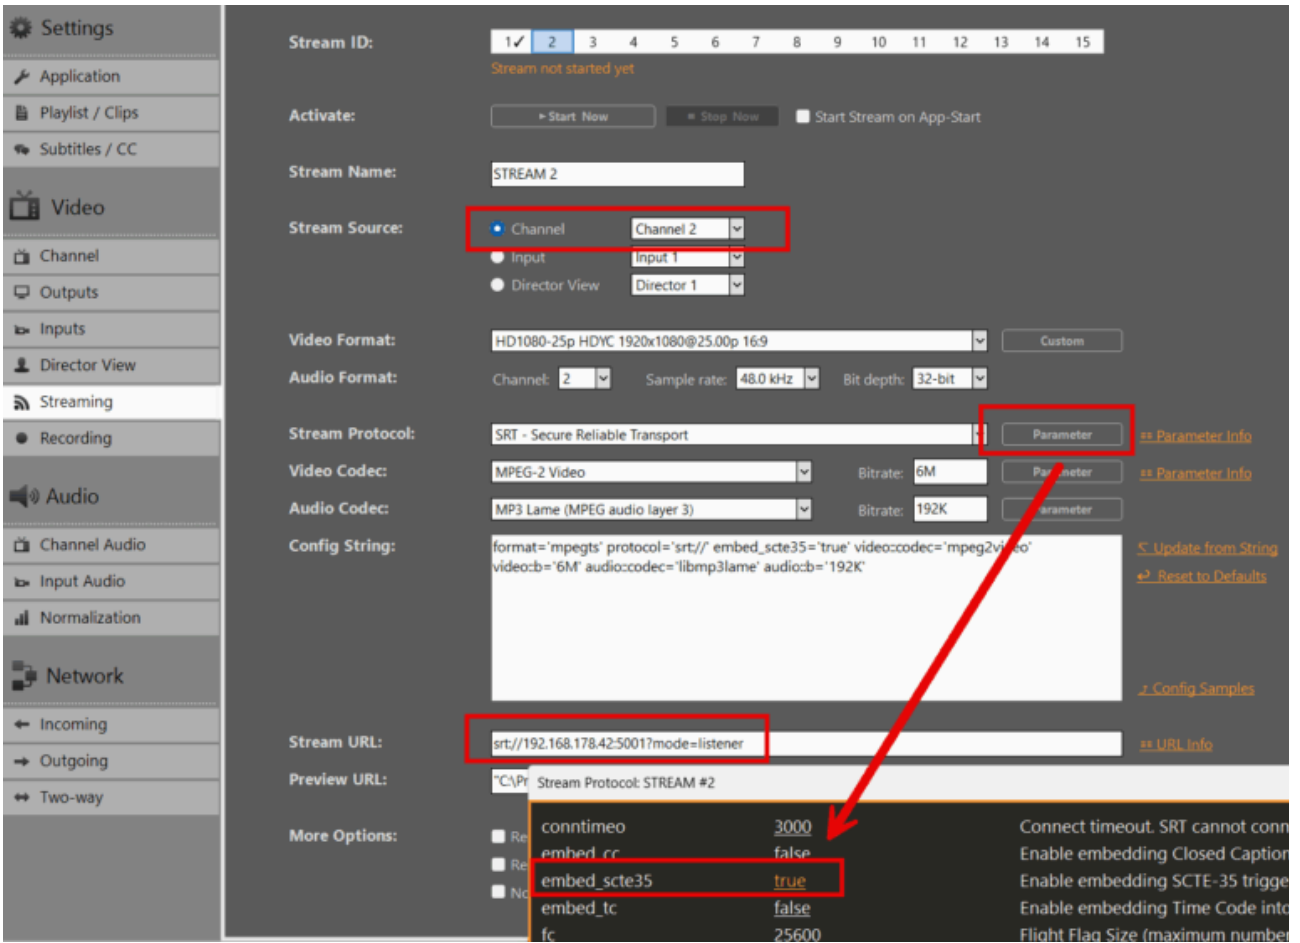 Settings
Application
Playlist / Clips
Subtitles / CC
Video
Channel
Outputs
Inputs
Director View
Streaming
Recording
Audio
Channel Audio
Input Audio
Normalization
Network
Incoming
Outgoing
Two-way
Stream ID: 1✓ 2 3 4 5 6 7 8 9 10 11 12 13 14 15
Stream not started yet
Activate: Start Now Stop Now Start Stream on App-Start
Stream Name: STREAM 2
Stream Source: Channel Channel 2
Input Input 1
Director View Director 1
Video Format: HD1080-25p HDYC 1920x1080@25.00p 16:9 Custom
Audio Format: Channel: 2 Sample rate: 48.0 kHz Bit depth: 32-bit
Stream Protocol: SRT - Secure Reliable Transport Parameter Parameter Info
Video Codec: MPEG-2 Video Bitrate: 6M Parameter Parameter Info
Audio Codec: MP3 Lame (MPEG audio layer 3) Bitrate: 192K Parameter
Config String: format='mpegts' protocol='srt://' embed_scte35='true' video::codec='mpeg2video'
video::b='6M' audio::codec='libmp3lame' audio::b='192K'
Update from String
Reset to Defaults
Config Samples
Stream URL: srt://192.168.178.42:5001?mode=listener URL Info
Preview URL: "C:\Pr
Stream Protocol: STREAM #2
More Options: Re
Re
No
conntimeo 3000 Connect timeout. SRT cannot conn
embed_cc false Enable embedding Closed Caption
embed_scte35 true Enable embedding SCTE-35 trigge
embed_tc false Enable embedding Time Code into
fc 25600 Flight Flag Size (maximum number